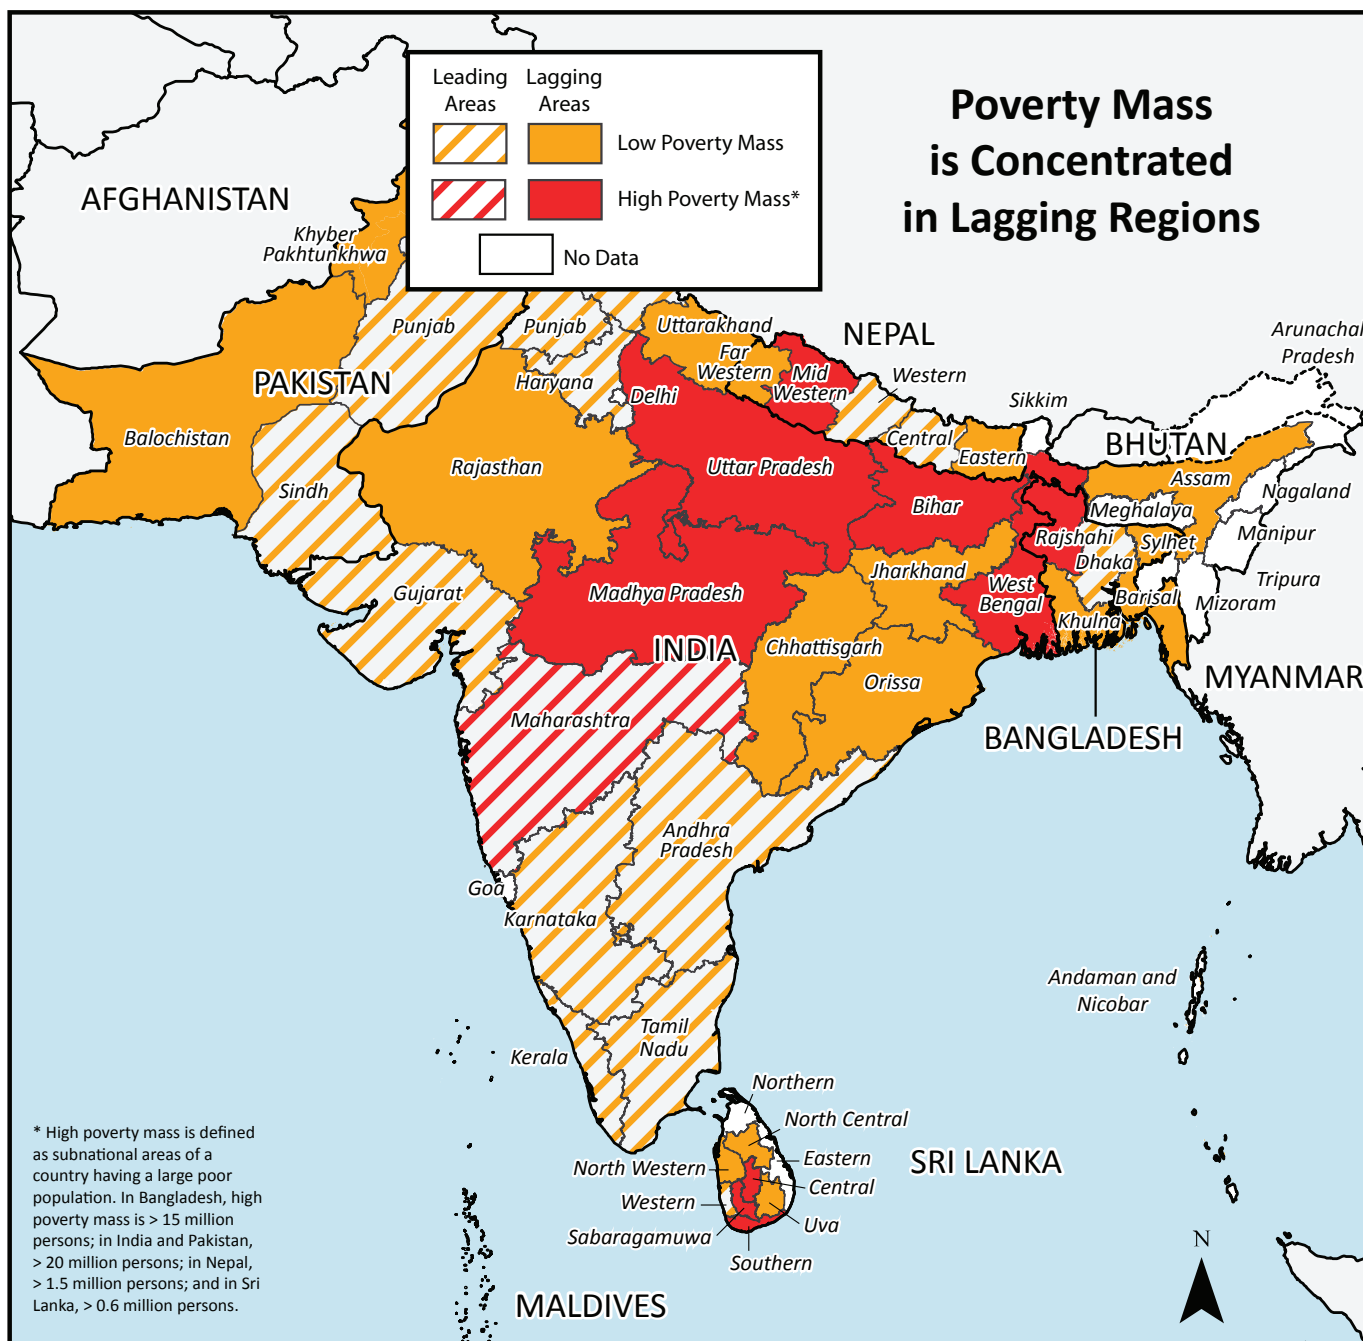 Poverty Mass
is Concentrated
in Lagging Regions
Leading Areas
Lagging Areas
Low Poverty Mass
High Poverty Mass*
No Data
AFGHANISTAN
Khyber
Pakhtunkhwa
Punjab
Punjab
Uttarakhand
NEPAL
Arunachal
Pradesh
PAKISTAN
Haryana
Delhi
Far
Western
Mid
Western
Western
Sikkim
Balochistan
Rajasthan
Uttar Pradesh
Central
Eastern
BHUTAN
Assam
Sindh
Bihar
Meghalaya
Nagaland
Rajshahi
Dhaka
Sylhet
Manipur
Gujarat
Madhya Pradesh
Jharkhand
West
Bengal
Khulna
Barisal
Tripura
Mizoram
INDIA
Chhattisgarh
Orissa
MYANMAR
Maharashtra
BANGLADESH
Andhra
Pradesh
Goa
Karnataka
Andaman and
Nicobar
Tamil
Nadu
Kerala
Northern
North Central
North Western
Eastern
SRI LANKA
Central
Western
Uva
Sabaragamuwa
Southern
MALDIVES
N
* High poverty mass is defined
as subnational areas of a
country having a large poor
population. In Bangladesh, high
poverty mass is > 15 million
persons; in India and Pakistan,
> 20 million persons; in Nepal,
> 1.5 million persons; and in Sri
Lanka, > 0.6 million persons.